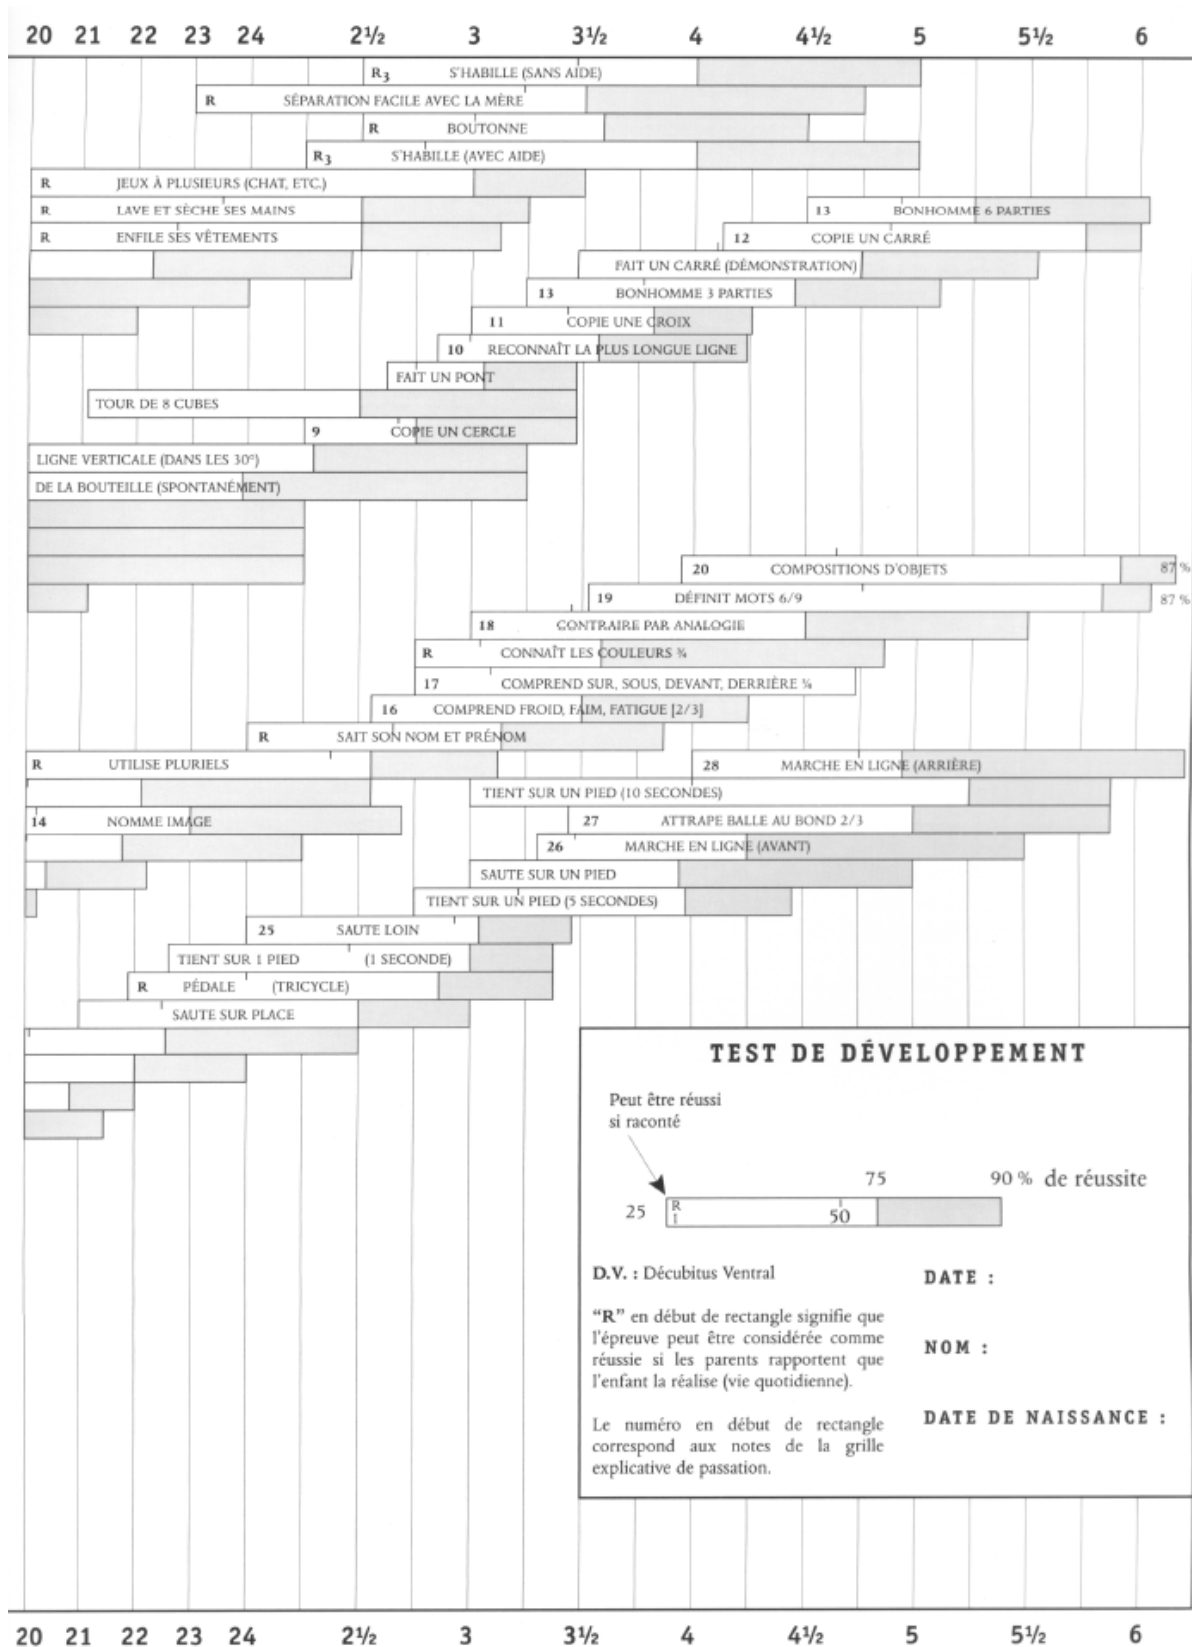 20 21 22 23 24 2½ 3 3½ 4 4½ 5 5½ 6
R3 S'HABILLE (SANS AIDE)
R SÉPARATION FACILE AVEC LA MÈRE
R BOUTONNE
R3 S'HABILLE (AVEC AIDE)
R JEUX À PLUSIEURS (CHAT, ETC.)
R LAVE ET SÈCHE SES MAINS 13 BONHOMME 6 PARTIES
R ENFILE SES VÊTEMENTS 12 COPIE UN CARRÉ
FAIT UN CARRÉ (DÉMONSTRATION)
13 BONHOMME 3 PARTIES
11 COPIE UNE CROIX
10 RECONNAÎT LA PLUS LONGUE LIGNE
FAIT UN PONT
TOUR DE 8 CUBES
9 COPIE UN CERCLE
LIGNE VERTICALE (DANS LES 30°)
DE LA BOUTEILLE (SPONTANÉMENT)
20 COMPOSITIONS D'OBJETS 87 %
19 DÉFINIT MOTS 6/9 87 %
18 CONTRAIRE PAR ANALOGIE
R CONNAÎT LES COULEURS ¾
17 COMPREND SUR, SOUS, DEVANT, DERRIÈRE
16 COMPREND FROID, FAIM, FATIGUE [2/3]
R SAIT SON NOM ET PRÉNOM
R UTILISE PLURIELS 28 MARCHE EN LIGNE (ARRIÈRE)
TIENT SUR UN PIED (10 SECONDES)
14 NOMME IMAGE 27 ATTRAPE BALLE AU BOND 2/3
26 MARCHE EN LIGNE (AVANT)
SAUTE SUR UN PIED
TIENT SUR UN PIED (5 SECONDES)
25 SAUTE LOIN
TIENT SUR 1 PIED (1 SECONDE)
R PÉDALE (TRICYCLE)
SAUTE SUR PLACE
TEST DE DÉVELOPPEMENT
Peut être réussi
si raconté
75 90 % de réussite
25 R 1 50
D.V. : Décubitus Ventral
"R" en début de rectangle signifie que
l'épreuve peut être considérée comme
réussie si les parents rapportent que
l'enfant la réalise (vie quotidienne).
Le numéro en début de rectangle
correspond aux notes de la grille
explicative de passation.
DATE :
NOM :
DATE DE NAISSANCE :
20 21 22 23 24 2½ 3 3½ 4 4½ 5 5½ 6